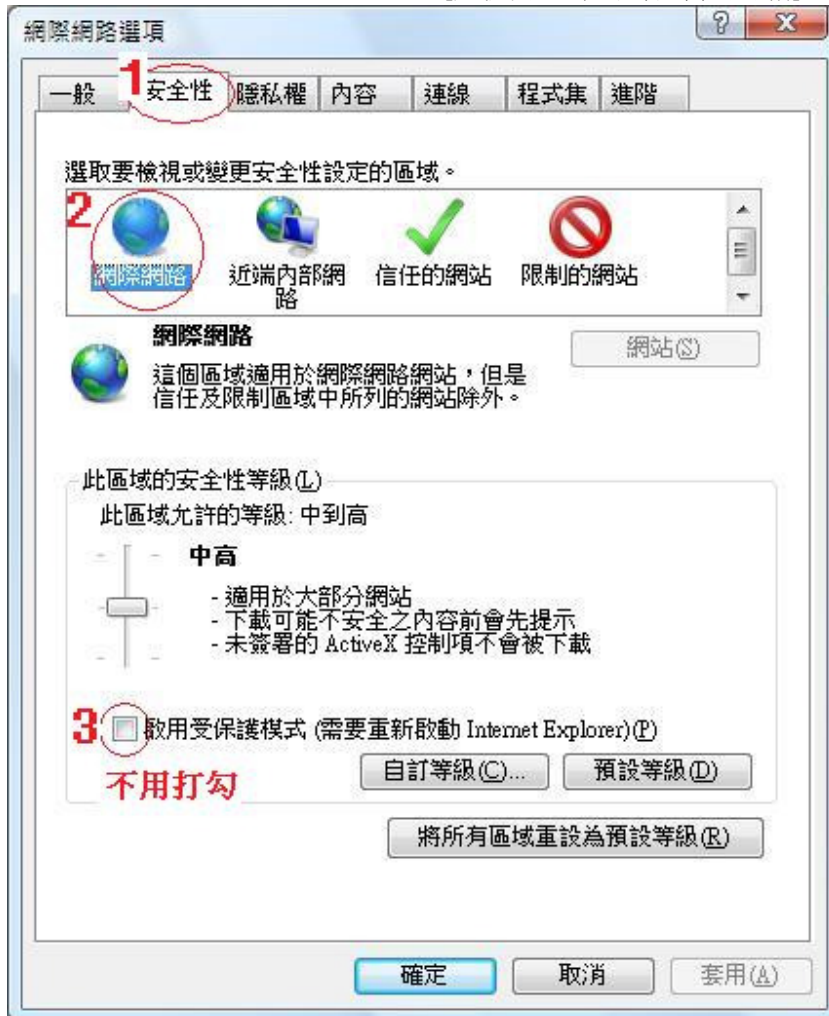 網際網路選項
1
一般 安全性 隱私權 內容 連線 程式集 進階
選取要檢視或變更安全性設定的區域。
2
網際網路 近端內部網路 信任的網站 限制的網站
網際網路
網站(S)
這個區域適用於網際網路網站,但是
信任及限制區域中所列的網站除外。
此區域的安全性等級(L)
此區域允許的等級: 中到高
中高
- 適用於大部分網站
- 下載可能不安全之內容前會先提示
- 未簽署的 ActiveX 控制項不會被下載
3 啟用受保護模式 (需要重新啟動 Internet Explorer)(P)
不用打勾
自訂等級(C)... 預設等級(D)
將所有區域重設為預設等級(R)
確定 取消 套用(A)